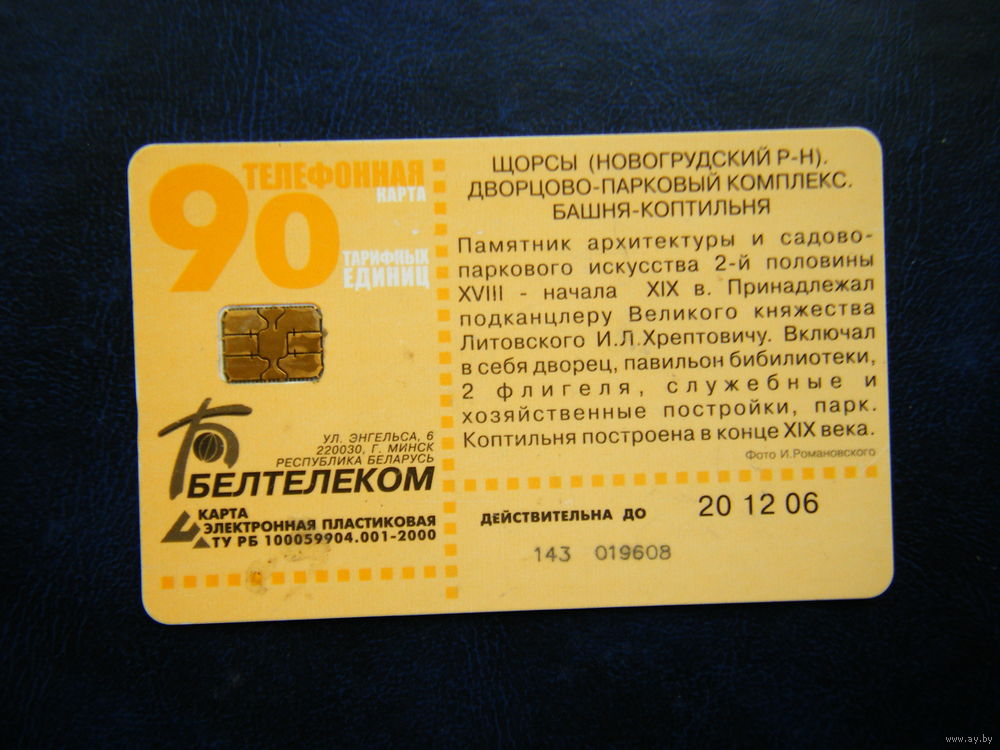 90
ТЕЛЕФОННАЯ
КАРТА
ТАРИФНЫХ
ЕДИНИЦ
УЛ. ЭНГЕЛЬСА, 6
220030, Г. МИНСК
РЕСПУБЛИКА БЕЛАРУСЬ
БЕЛТЕЛЕКОМ
КАРТА
ЭЛЕКТРОННАЯ ПЛАСТИКОВАЯ
ТУ РБ 100059904.001-2000
ЩОРСЫ (НОВОГРУДСКИЙ Р-Н).
ДВОРЦОВО-ПАРКОВЫЙ КОМПЛЕКС.
БАШНЯ-КОПТИЛЬНЯ
Памятник архитектуры и садово-
паркового искусства 2-й половины
XVIII - начала XIX в. Принадлежал
подканцлеру Великого княжества
Литовского И.Л.Хрептовичу. Включал
в себя дворец, павильон бибилиотеки,
2 флигеля, служебные и
хозяйственные постройки, парк.
Коптильня построена в конце XIX века.
Фото И.Романовского
ДЕЙСТВИТЕЛЬНА ДО 20 12 06
143 019608
www.ay.by